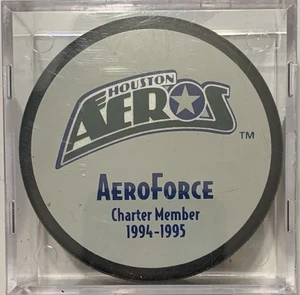 HOUSTON
AEROS
TM
AEROFORCE
Charter Member
1994-1995